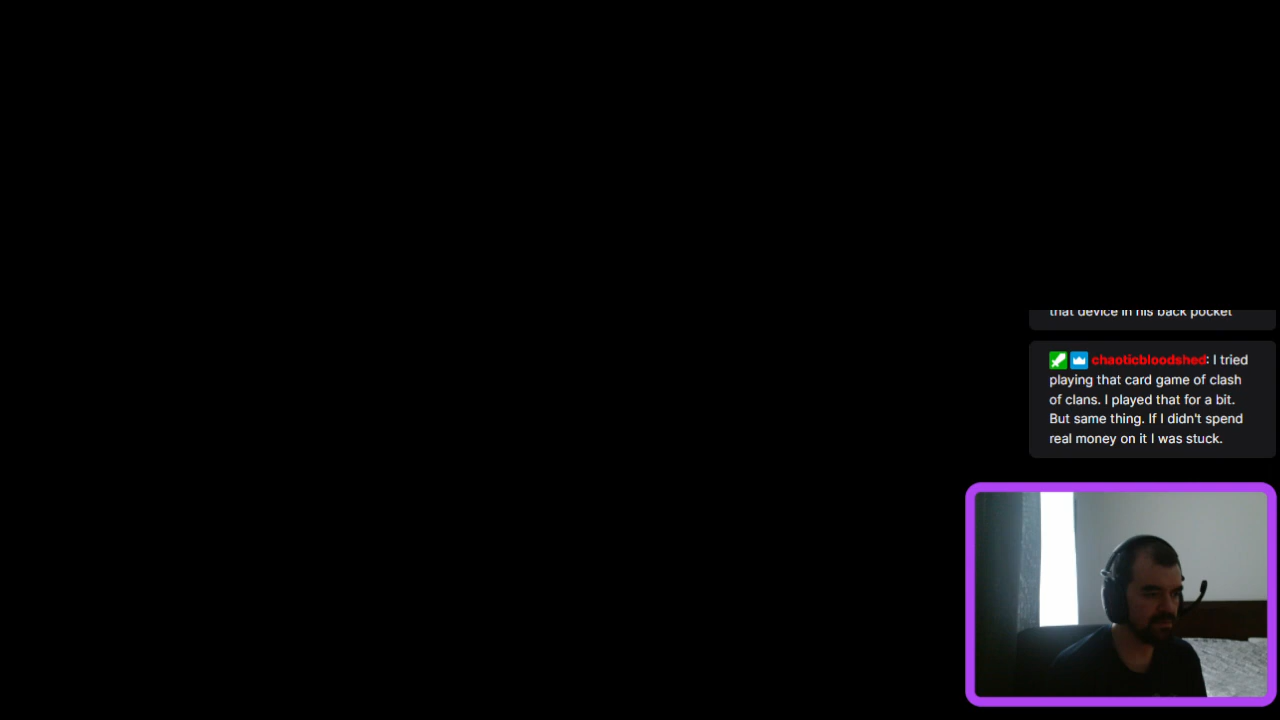 that device in his back pocket
chaoticbloodshed: I tried
playing that card game of clash
of clans. I played that for a bit.
But same thing. If I didn't spend
real money on it I was stuck.